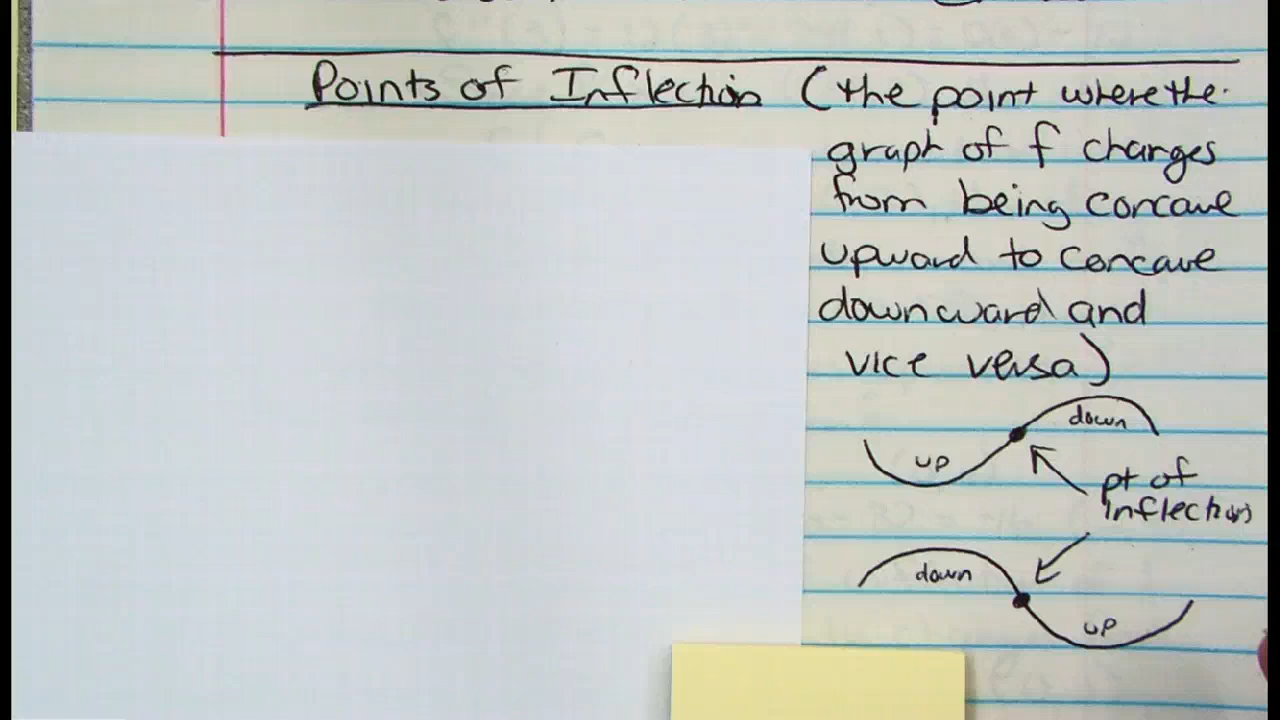 Points of Inflection (the point where the
graph of f changes
from being concave
upward to concave
downward and
vice versa)
down
up
pt of
inflection
down
up